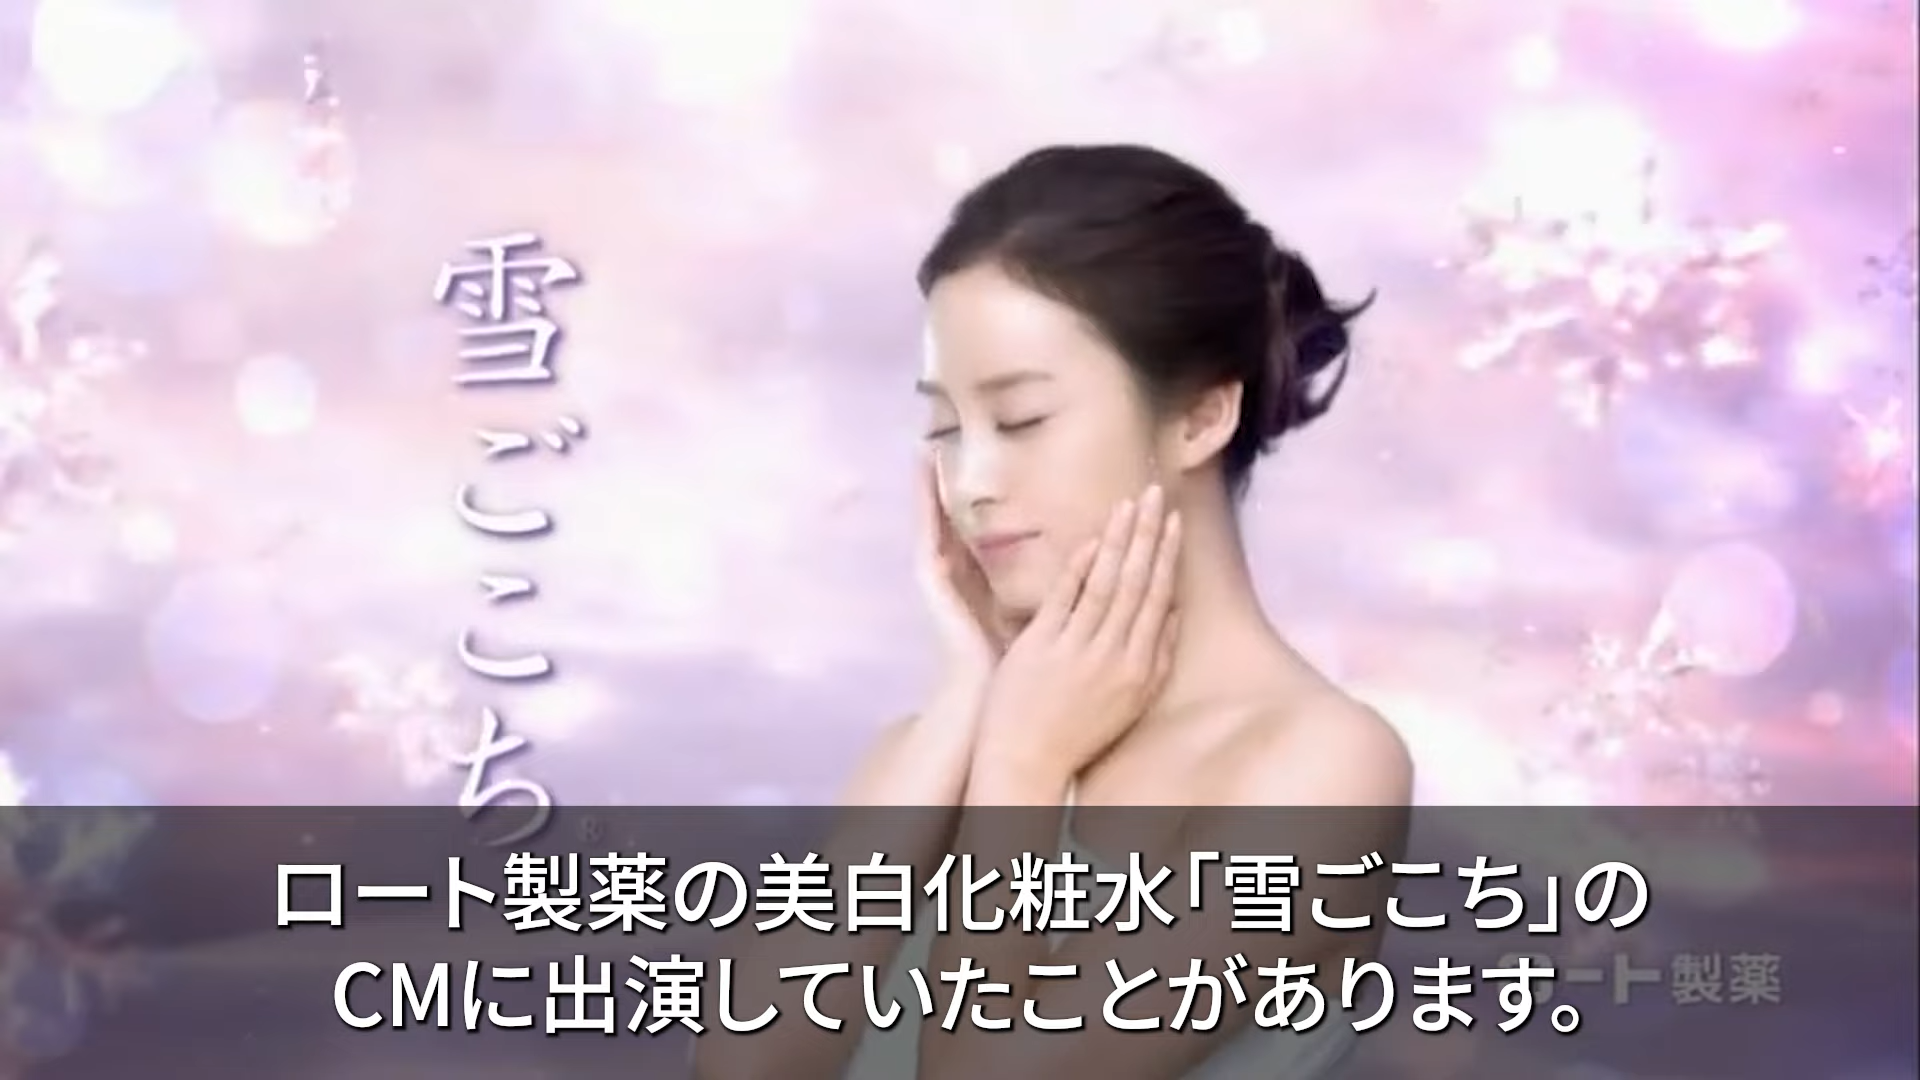 雪ごこち
ロート製薬の美白化粧水「雪ごこち」の
CMに出演していたことがあります。
ロート製薬